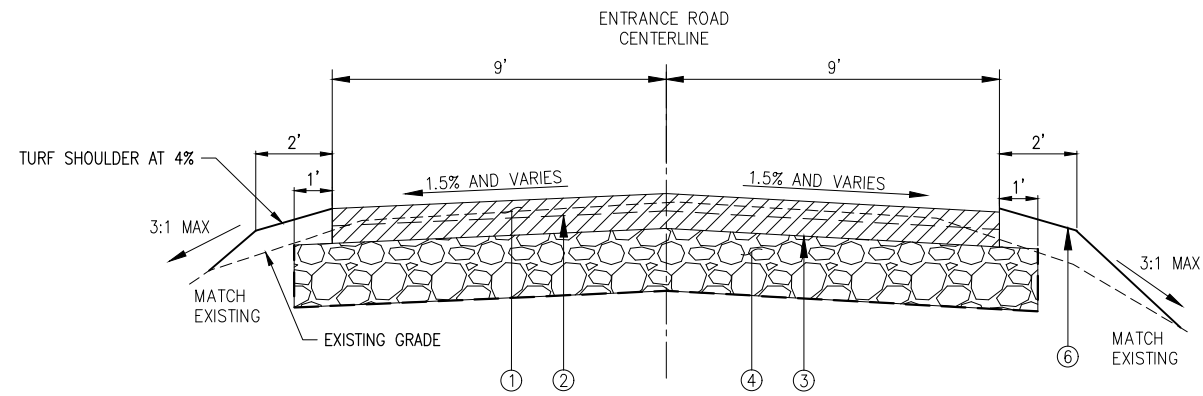 ENTRANCE ROAD
CENTERLINE
9'
9'
2'
2'
TURF SHOULDER AT 4%
1'
1.5% AND VARIES
1.5% AND VARIES
1'
3:1 MAX
3:1 MAX
MATCH
EXISTING
EXISTING GRADE
MATCH
EXISTING
1
2
4
3
6